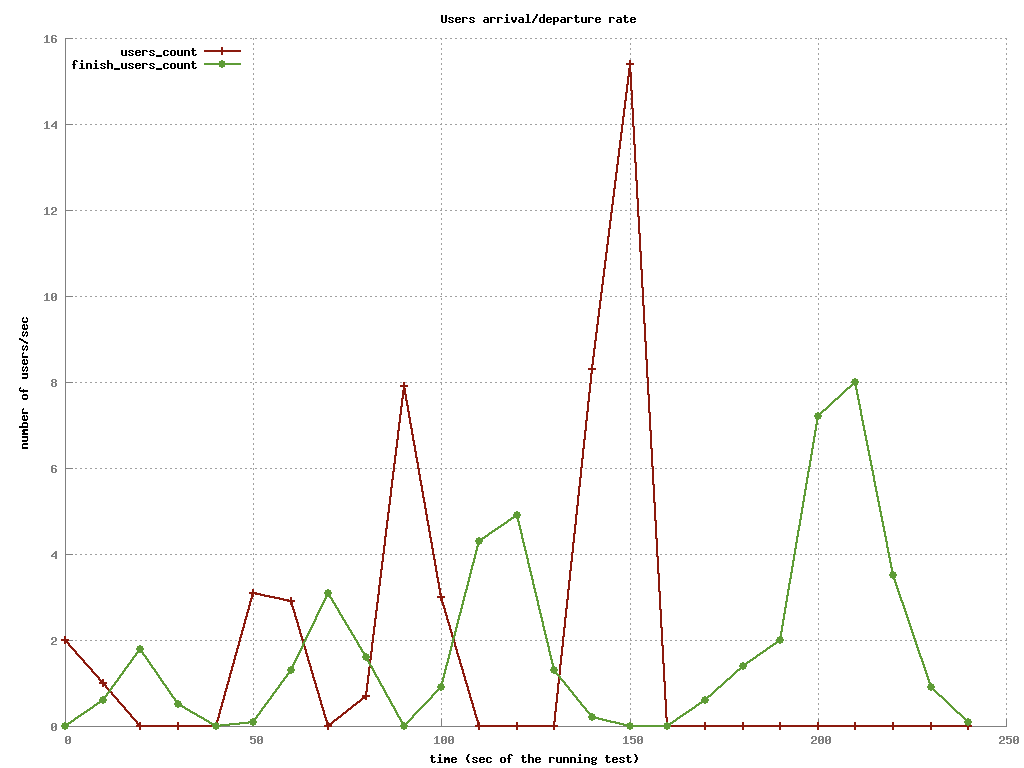 Users arrival/departure rate
users_count
finish_users_count
16
14
12
10
8
6
4
2
0
number of users/sec
0 50 100 150 200 250
time (sec of the running test)